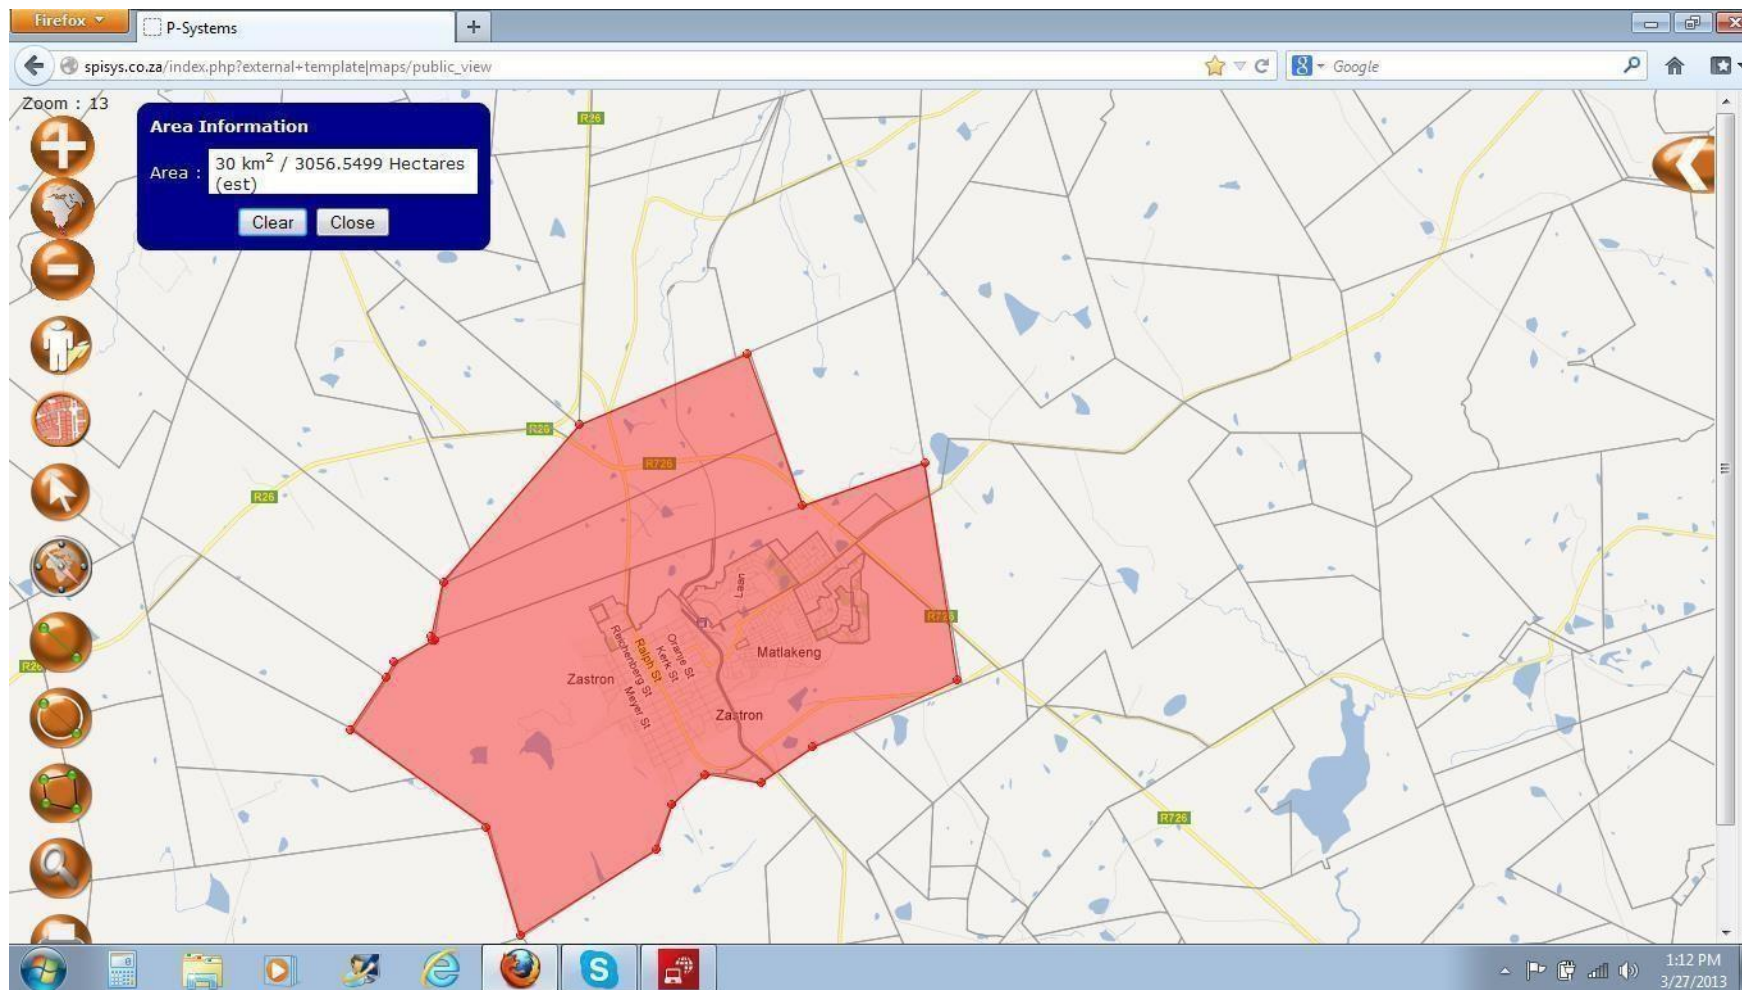 Firefox
P-Systems
spisys.co.za/index.php?external+template|maps/public_view
Google
Zoom : 13
Area Information
Area : 30 km² / 3056.5499 Hectares
(est)
Clear Close
R26
R26
R726
R26
R726
R26
Laan
Oranje St
Kerk St
Ralph St
Reichenberg St
Meyer St
Matlakeng
Zastron
Zastron
R726
1:12 PM
3/27/2013